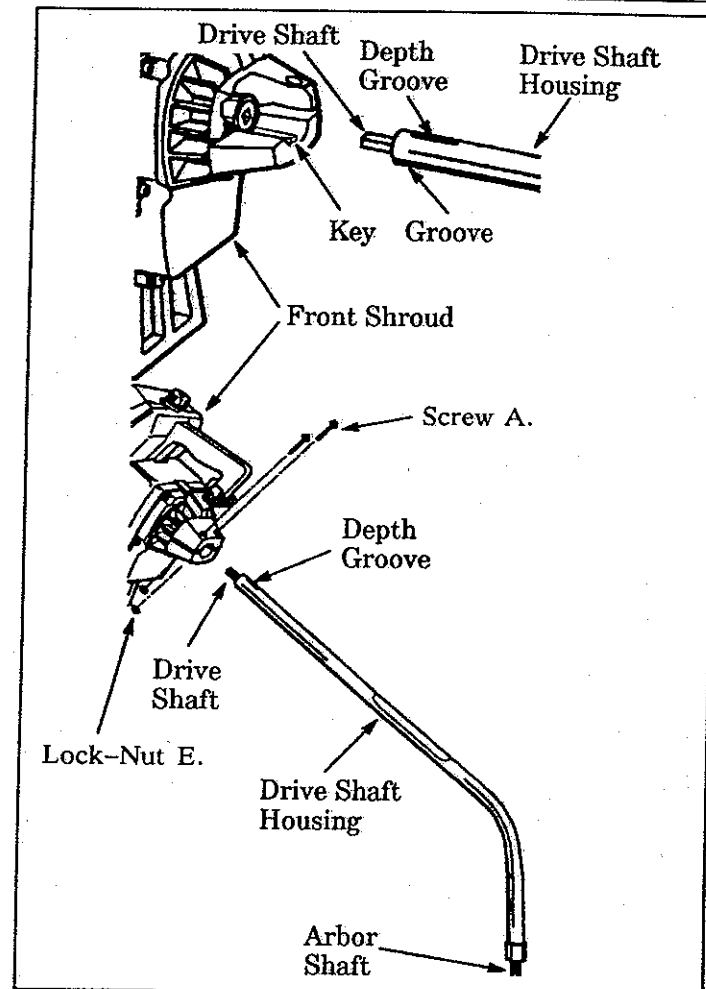 Drive Shaft
Depth
Groove
Drive Shaft
Housing
Key
Groove
Front Shroud
Screw A.
Depth
Groove
Drive
Shaft
Lock-Nut E.
Drive Shaft
Housing
Arbor
Shaft